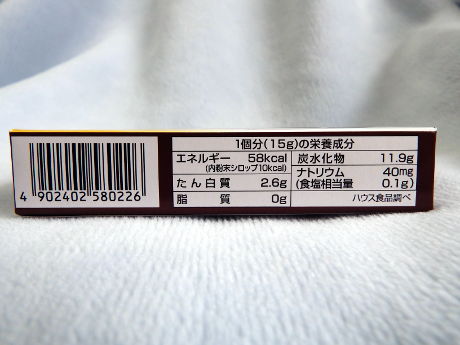 1個分(15g)の栄養成分
エネルギー 58kcal
(内粉末シロップ10kcal)
たん白質 2.6g
脂 質 0g
炭水化物 11.9g
ナトリウム 40mg
(食塩相当量 0.1g)
ハウス食品調べ
4 902402 580226